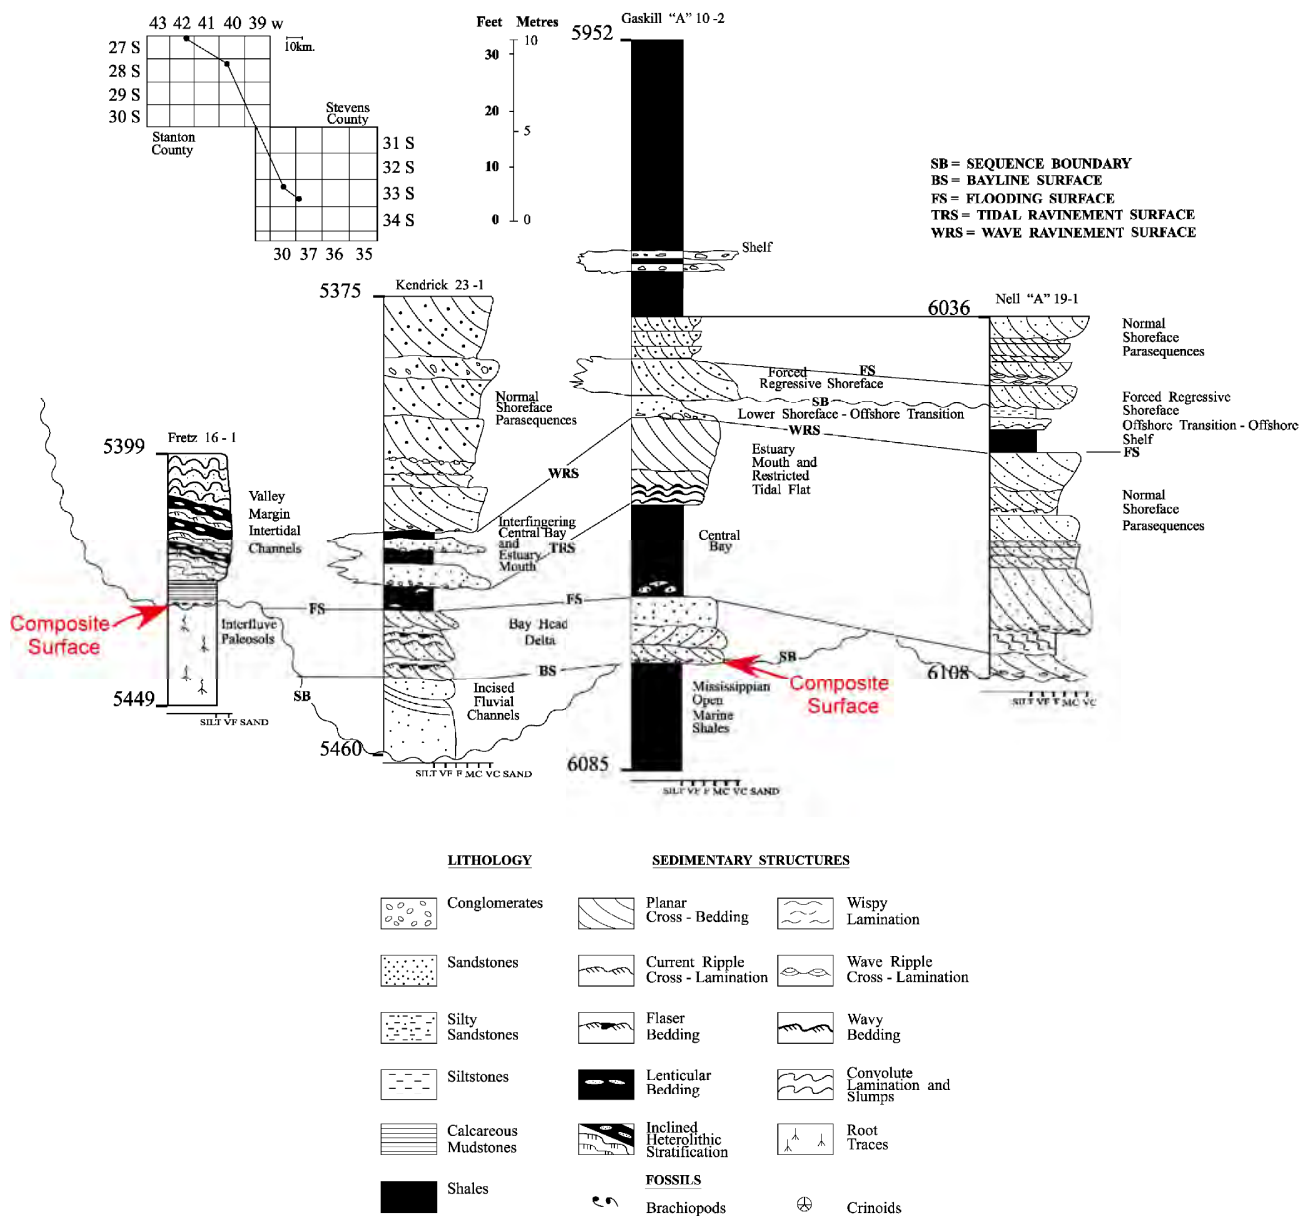 43 42 41 40 39 w
10km.
27 S
28 S
29 S
30 S
Stanton
County
Stevens
County
31 S
32 S
33 S
34 S
30 37 36 35
Feet Metres
30
20
10
0
10
5
0
SB = SEQUENCE BOUNDARY
BS = BAYLINE SURFACE
FS = FLOODING SURFACE
TRS = TIDAL RAVINEMENT SURFACE
WRS = WAVE RAVINEMENT SURFACE
Fretz 16 - 1
5399
5449
Valley
Margin
Intertidal
Channels
Interfluve
Paleosols
Composite
Surface
SILT VF SAND
Kendrick 23 -1
5375
5460
Normal
Shoreface
Parasequences
Interfingering
Central Bay
and
Estuary
Mouth
Bay Head
Delta
Incised
Fluvial
Channels
SILT VF F MC VC SAND
FS
SB
BS
TRS
WRS
FS
Gaskill "A" 10 -2
5952
6085
Shelf
Forced
Regressive Shoreface
FS
SB
Lower Shoreface - Offshore Transition
WRS
Estuary
Mouth and
Restricted
Tidal Flat
Central
Bay
SB
Composite
Surface
Mississippian
Open
Marine
Shales
SILT VF F MC VC SAND
Nell "A" 19-1
6036
6108
Normal
Shoreface
Parasequences
Forced Regressive
Shoreface
Offshore Transition - Offshore
Shelf
FS
Normal
Shoreface
Parasequences
SILT VF F MC VC
LITHOLOGY
Conglomerates
Sandstones
Silty
Sandstones
Siltstones
Calcareous
Mudstones
Shales
SEDIMENTARY STRUCTURES
Planar
Cross - Bedding
Current Ripple
Cross - Lamination
Flaser
Bedding
Lenticular
Bedding
Inclined
Heterolithic
Stratification
Wispy
Lamination
Wave Ripple
Cross - Lamination
Wavy
Bedding
Convolute
Lamination and
Slumps
Root
Traces
FOSSILS
Brachiopods
Crinoids